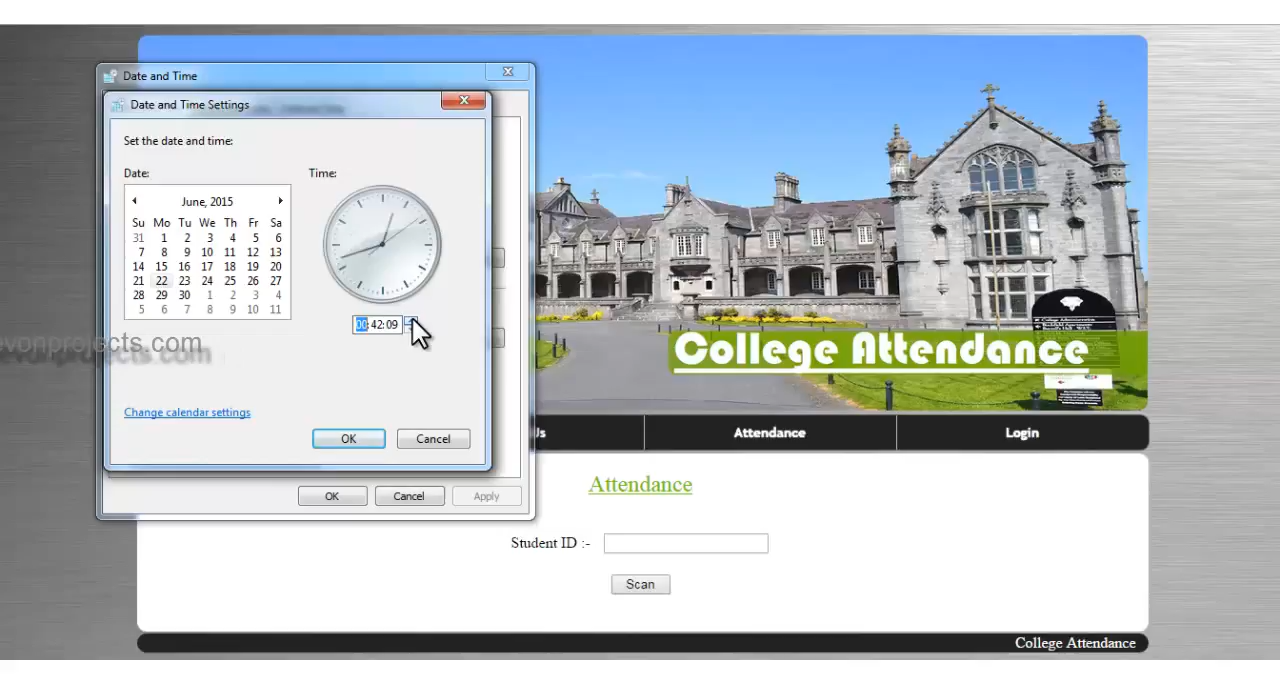 Date and Time
Date and Time Settings
Set the date and time:
Date:
Time:
June, 2015
Su Mo Tu We Th Fr Sa
31 1 2 3 4 5 6
7 8 9 10 11 12 13
14 15 16 17 18 19 20
21 22 23 24 25 26 27
28 29 30 1 2 3 4
5 6 7 8 9 10 11
00:42:09
vonprojects.com
Change calendar settings
OK Cancel
OK Cancel Apply
College Attendance
Us
Attendance
Login
Attendance
Student ID :-
Scan
College Attendance